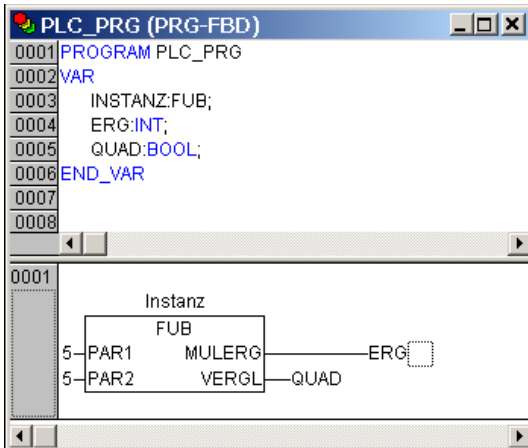 PLC_PRG (PRG-FBD)
0001 PROGRAM PLC_PRG
0002 VAR
0003 INSTANZ:FUB;
0004 ERG:INT;
0005 QUAD:BOOL;
0006 END_VAR
0007
0008
0001
Instanz
FUB
5 PAR1 MULERG ERG
5 PAR2 VERGL QUAD